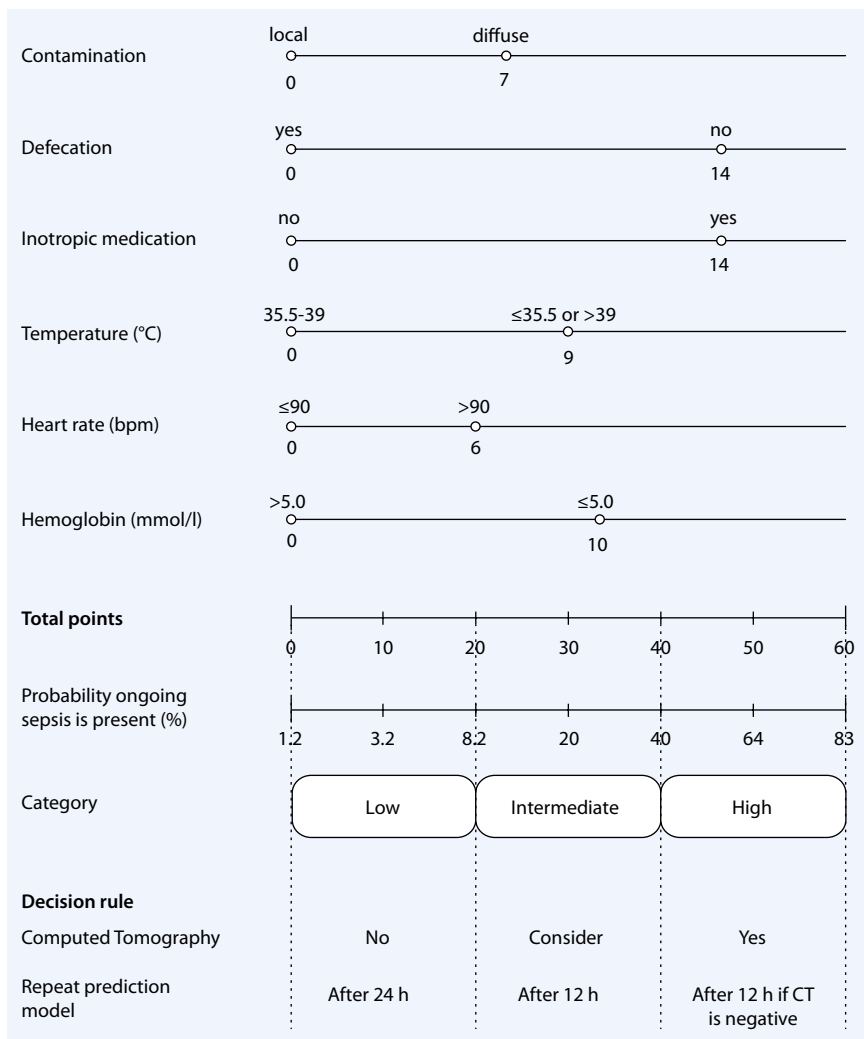 local diffuse
Contamination
0 7
yes no
Defecation
0 14
no yes
Inotropic medication
0 14
35.5-39 ≤35.5 or >39
Temperature (°C)
0 9
≤90 >90
Heart rate (bpm)
0 6
>5.0 ≤5.0
Hemoglobin (mmol/l)
0 10
Total points
0 10 20 30 40 50 60
Probability ongoing
sepsis is present (%)
1.2 3.2 8.2 20 40 64 83
Category Low Intermediate High
Decision rule
Computed Tomography No Consider Yes
Repeat prediction
model
After 24 h After 12 h After 12 h if CT
is negative